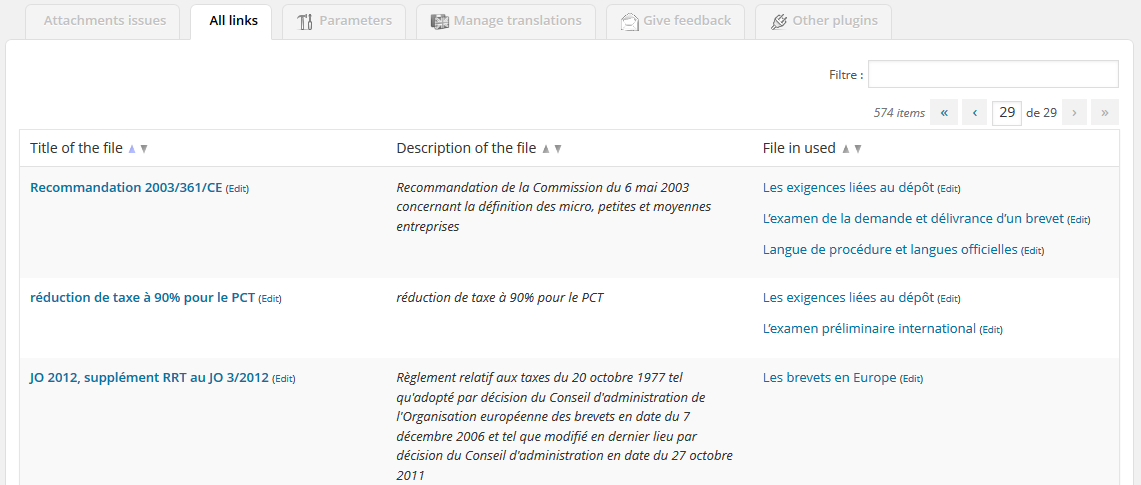 Attachments issues All links Parameters Manage translations Give feedback Other plugins
Filtre :
574 items « ‹ 29 de 29 › »
Title of the file ▲▼ Description of the file ▲▼ File in used ▲▼
Recommandation 2003/361/CE (Edit)
Recommandation de la Commission du 6 mai 2003
concernant la définition des micro, petites et moyennes
entreprises
Les exigences liées au dépôt (Edit)
L’examen de la demande et délivrance d’un brevet (Edit)
Langue de procédure et langues officielles (Edit)
réduction de taxe à 90% pour le PCT (Edit)
réduction de taxe à 90% pour le PCT
Les exigences liées au dépôt (Edit)
L’examen préliminaire international (Edit)
JO 2012, supplément RRT au JO 3/2012 (Edit)
Règlement relatif aux taxes du 20 octobre 1977 tel
qu'adopté par décision du Conseil d'administration de
l'Organisation européenne des brevets en date du 7
décembre 2006 et tel que modifié en dernier lieu par
décision du Conseil d'administration en date du 27 octobre
2011
Les brevets en Europe (Edit)